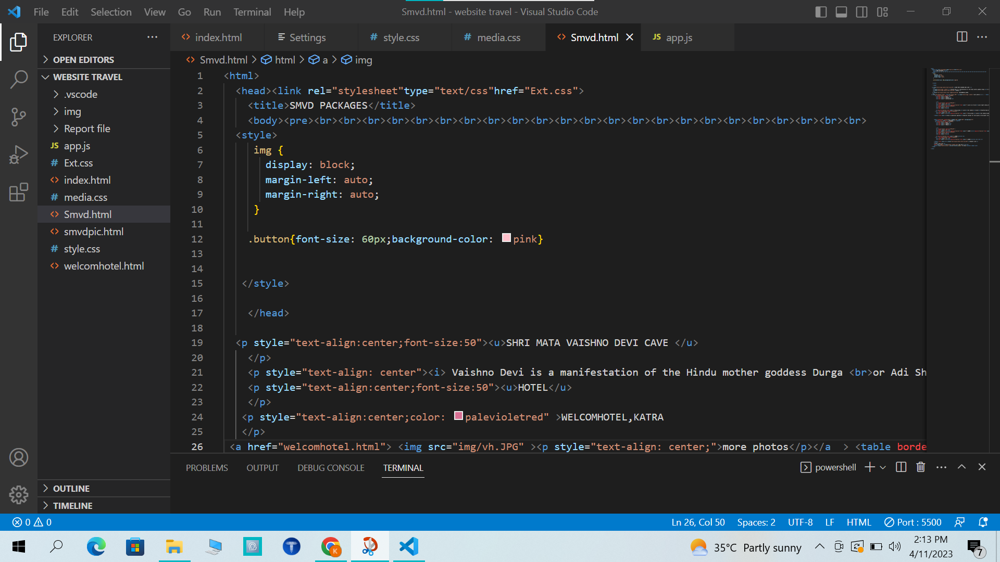 File Edit Selection View Go Run Terminal Help
Smvd.html - website travel - Visual Studio Code
EXPLORER
OPEN EDITORS
WEBSITE TRAVEL
.vscode
img
Report file
JS app.js
# Ext.css
<> index.html
# media.css
<> Smvd.html
<> smvdpic.html
# style.css
<> welcomhotel.html
OUTLINE
TIMELINE
<> index.html Settings # style.css # media.css <> Smvd.html JS app.js
<> Smvd.html > html > a > img
1 <html>
2 <head><link rel="stylesheet"type="text/css"href="Ext.css">
3 <title>SMVD PACKAGES</title>
4 <body><pre><br><br><br><br><br><br><br><br><br><br><br><br><br><br><br><br><br><br><br><br><br><br><br>
5 <style>
6 img {
7 display: block;
8 margin-left: auto;
9 margin-right: auto;
10 }
11
12 .button{font-size: 60px;background-color: pink}
13
14
15 </style>
16
17 </head>
18
19 <p style="text-align:center;font-size:50"><u>SHRI MATA VAISHNO DEVI CAVE </u>
20 </p>
21 <p style="text-align: center"><i> Vaishno Devi is a manifestation of the Hindu mother goddess Durga <br>or Adi Sh
22 <p style="text-align:center;font-size:50"><u>HOTEL</u>
23 </p>
24 <p style="text-align:center;color: palevioletred" >WELCOMHOTEL,KATRA
25 </p>
26 <a href="welcomhotel.html"> <img src="img/vh.JPG" ><p style="text-align: center;">more photos</p></a > <table borde
PROBLEMS OUTPUT DEBUG CONSOLE TERMINAL
powershell
0 0
Ln 26, Col 50 Spaces: 2 UTF-8 LF HTML Port : 5500
35°C Partly sunny
2:13 PM
4/11/2023
7
T
K